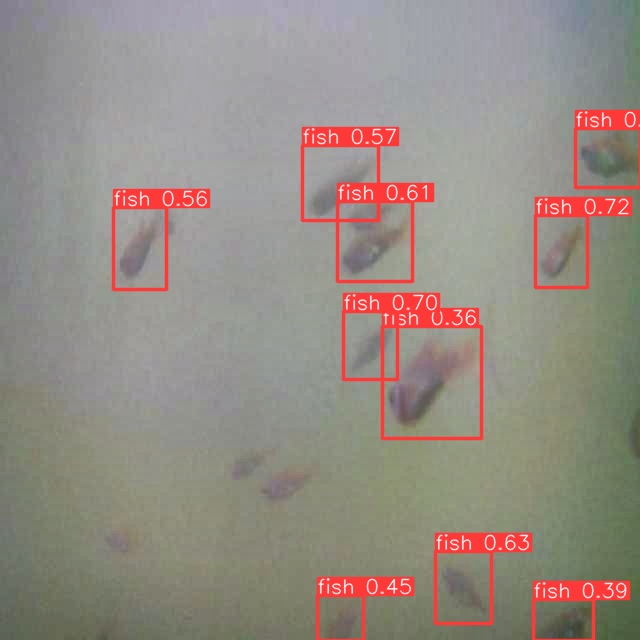 fish 0.
fish 0.57
fish 0.61
fish 0.56
fish 0.72
fish 0.70
fish 0.36
fish 0.63
fish 0.45
fish 0.39